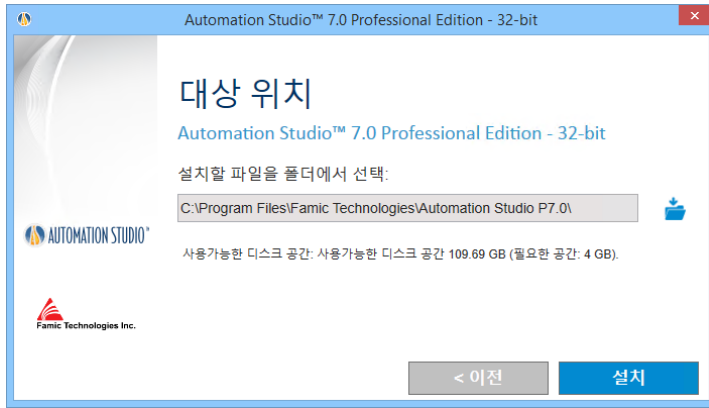 Automation Studio™ 7.0 Professional Edition - 32-bit
대상 위치
Automation Studio™ 7.0 Professional Edition - 32-bit
설치할 파일을 폴더에서 선택:
C:\Program Files\Famic Technologies\Automation Studio P7.0\
AUTOMATION STUDIO™
사용가능한 디스크 공간: 사용가능한 디스크 공간 109.69 GB (필요한 공간: 4 GB).
Famic Technologies Inc.
< 이전
설치